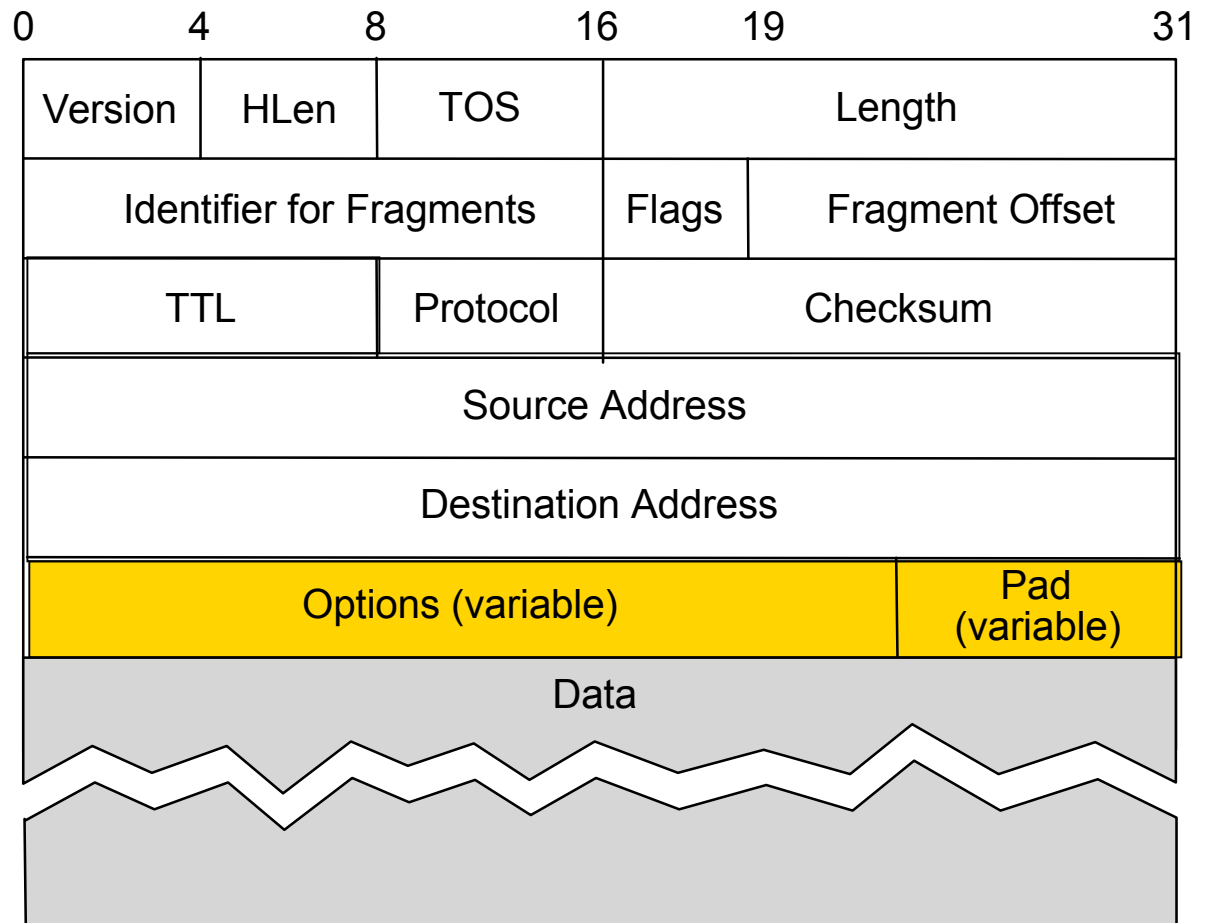 0 4 8 16 19 31
Version HLen TOS Length
Identifier for Fragments Flags Fragment Offset
TTL Protocol Checksum
Source Address
Destination Address
Options (variable) Pad
(variable)
Data